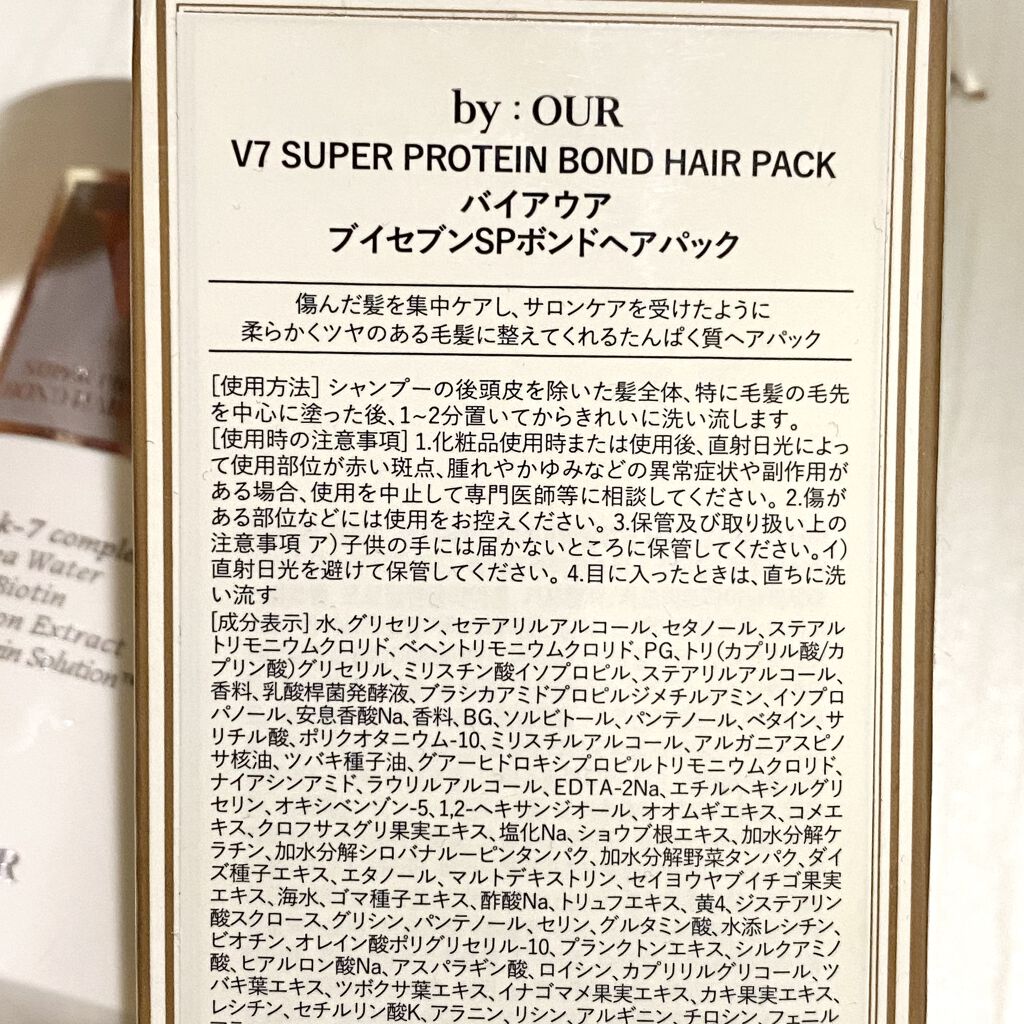 by : OUR
V7 SUPER PROTEIN BOND HAIR PACK
バイアウア
ブイセブンSPボンドヘアパック
傷んだ髪を集中ケアし、サロンケアを受けたように
柔らかくツヤのある毛髪に整えてくれるたんぱく質ヘアパック
[使用方法] シャンプーの後頭皮を除いた髪全体、特に毛髪の毛先
を中心に塗った後、1~2分置いてからきれいに洗い流します。
[使用時の注意事項] 1.化粧品使用時または使用後、直射日光によっ
て使用部位が赤い斑点、腫れやかゆみなどの異常症状や副作用が
ある場合、使用を中止して専門医師等に相談してください。 2.傷が
ある部位などには使用をお控えください。 3.保管及び取り扱い上の
注意事項 ア)子供の手には届かないところに保管してください。イ)
直射日光を避けて保管してください。 4.目に入ったときは、直ちに洗
い流す
[成分表示] 水、グリセリン、セテアリルアルコール、セタノール、ステアル
トリモニウムクロリド、ベヘントリモニウムクロリド、PG、トリ(カプリル酸/カ
プリン酸)グリセリル、ミリスチン酸イソプロピル、ステアリルアルコール、
香料、乳酸桿菌発酵液、ブラシカアミドプロピルジメチルアミン、イソプロ
パノール、安息香酸Na、香料、BG、ソルビトール、パンテノール、ベタイン、サ
リチル酸、ポリクオタニウム-10、ミリスチルアルコール、アルガニアスピノ
サ核油、ツバキ種子油、グアーヒドロキシプロピルトリモニウムクロリド、
ナイアシンアミド、ラウリルアルコール、EDTA-2Na、エチルヘキシルグリ
セリン、オキシベンゾン-5、1,2-ヘキサンジオール、オオムギエキス、コメエ
キス、クロフサスグリ果実エキス、塩化Na、ショウブ根エキス、加水分解ケ
ラチン、加水分解シロバナルーピンタンパク、加水分解野菜タンパク、ダイ
ズ種子エキス、エタノール、マルトデキストリン、セイヨウヤブイチゴ果実
エキス、海水、ゴマ種子エキス、酢酸Na、トリュフエキス、黄4、ジステアリン
酸スクロース、グリシン、パンテノール、セリン、グルタミン酸、水添レシチン、
ビオチン、オレイン酸ポリグリセリル-10、プランクトンエキス、シルクアミノ
酸、ヒアルロン酸Na、アスパラギン酸、ロイシン、カプリリルグリコール、ツ
バキ葉エキス、ツボクサ葉エキス、イナゴマメ果実エキス、カキ果実エキス、
レシチン、セチルリン酸K、アラニン、リシン、アルギニン、チロシン、フェニル
k-7 comple
Water
Biotin
on Extract
in Solution™
R